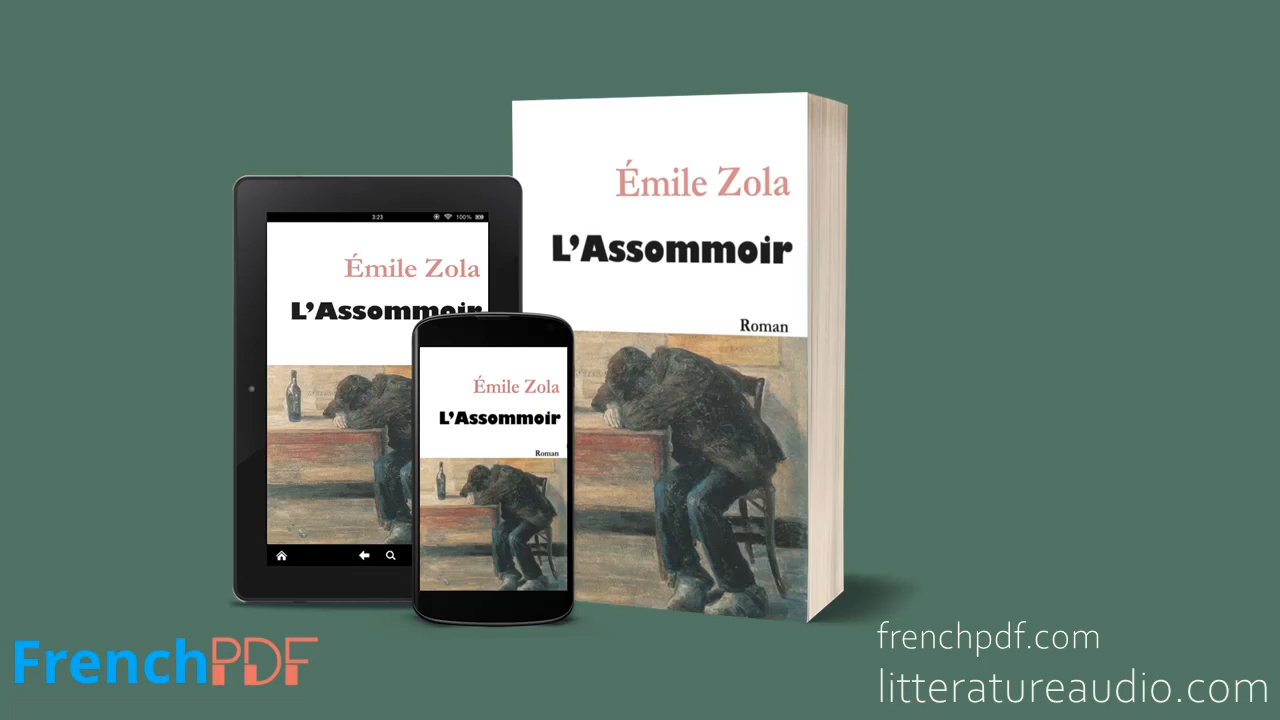 Émile Zola
L'Assommoir
Roman
3:23 100%
Émile Zola
L'Assommoir
Émile Zola
L'Assommoir
Roman
FrenchPDF
frenchpdf.com
litteratureaudio.com